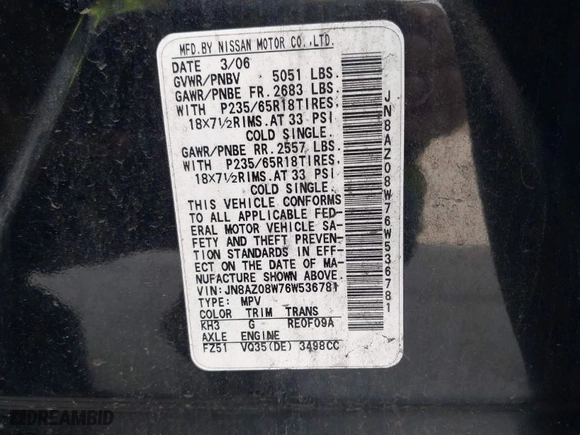 MFD.BY NISSAN MOTOR CO.,LTD.
DATE 3/06
GVWR/PNBV 5051 LBS.
GAWR/PNBE FR. 2683 LBS.
WITH P235/65R18TIRES.
18X7½RIMS.AT 33 PSI
COLD SINGLE.
GAWR/PNBE RR. 2557 LBS.
WITH P235/65R18TIRES.
18X7½RIMS.AT 33 PSI
COLD SINGLE.
THIS VEHICLE CONFORMS
TO ALL APPLICABLE FED-
ERAL MOTOR VEHICLE SA-
FETY AND THEFT PREVEN-
TION STANDARDS IN EFF-
ECT ON THE DATE OF MA-
NUFACTURE SHOWN ABOVE.
VIN:JN8AZ08W76W536781
TYPE: MPV
COLOR TRIM TRANS
KH3 G RE0F09A
AXLE ENGINE
FZ51 VQ35(DE) 3498CC
JN8AZ08W76W536781
DREAMBID